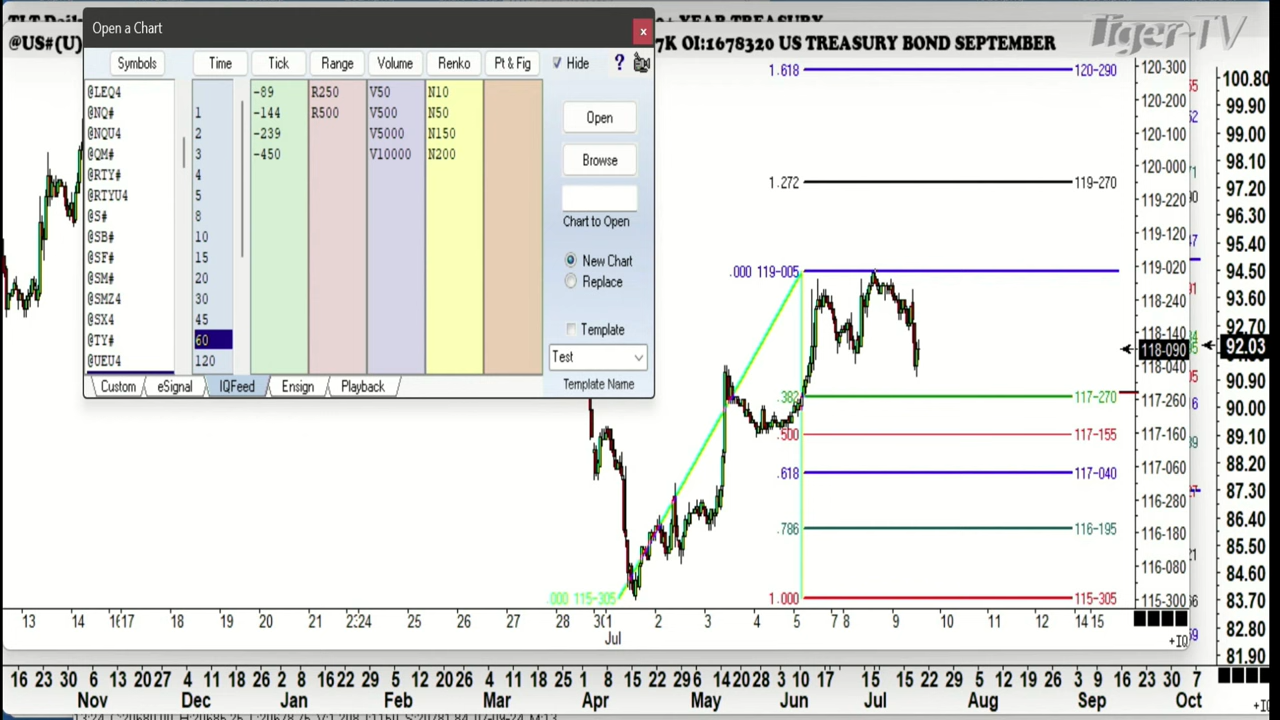 Open a Chart
x
YEAR TREASURY
Tiger-TV
@US#(U)
7K OI:1678320 US TREASURY BOND SEPTEMBER
Symbols Time Tick Range Volume Renko Pt & Fig Hide ?
@LEQ4 -89 R250 V50 N10
@NQ# 1 -144 R500 V500 N50
@NQU4 2 -239 V5000 N150
@QM# 3 -450 V10000 N200
@RTY# 4
@RTYU4 5
@S# 8
@SB# 10
@SF# 15
@SM# 20
@SMZ4 30
@SX4 45
@TY# 60
@UEU4 120
Open
Browse
Chart to Open
New Chart
Replace
Template
Test
Template Name
Custom eSignal IQFeed Ensign Playback
1.618 120-290
1.272 119-270
.000 119-005
.382 117-270
.500 117-155
.618 117-040
.786 116-195
.000 115-305 1.000 115-305
120-300
120-200
120-100
120-000
119-220
119-120
119-020
118-240
118-140
118-090
118-040
117-260
117-160
117-060
116-280
116-180
116-080
115-300
100.80
99.90
99.00
98.10
97.20
96.30
95.40
94.50
93.60
92.70
92.03
90.90
90.00
89.10
88.20
87.30
86.40
85.50
84.60
83.70
82.80
81.90
13 14 16 17 18 19 20 21 23 24 25 26 27 28 30 1 2 3 4 5 7 8 9 10 11 12 14 15
Jul
+IQ
16 23 30 6 13 20 27 4 11 18 26 2 8 16 22 29 5 12 20 26 4 11 18 25 1 8 15 22 29 6 14 20 28 3 10 17 15 22 29 5 12 19 26 3 9 16 23 30 7
Nov Dec Jan Feb Mar Apr May Jun Jul Aug Sep Oct